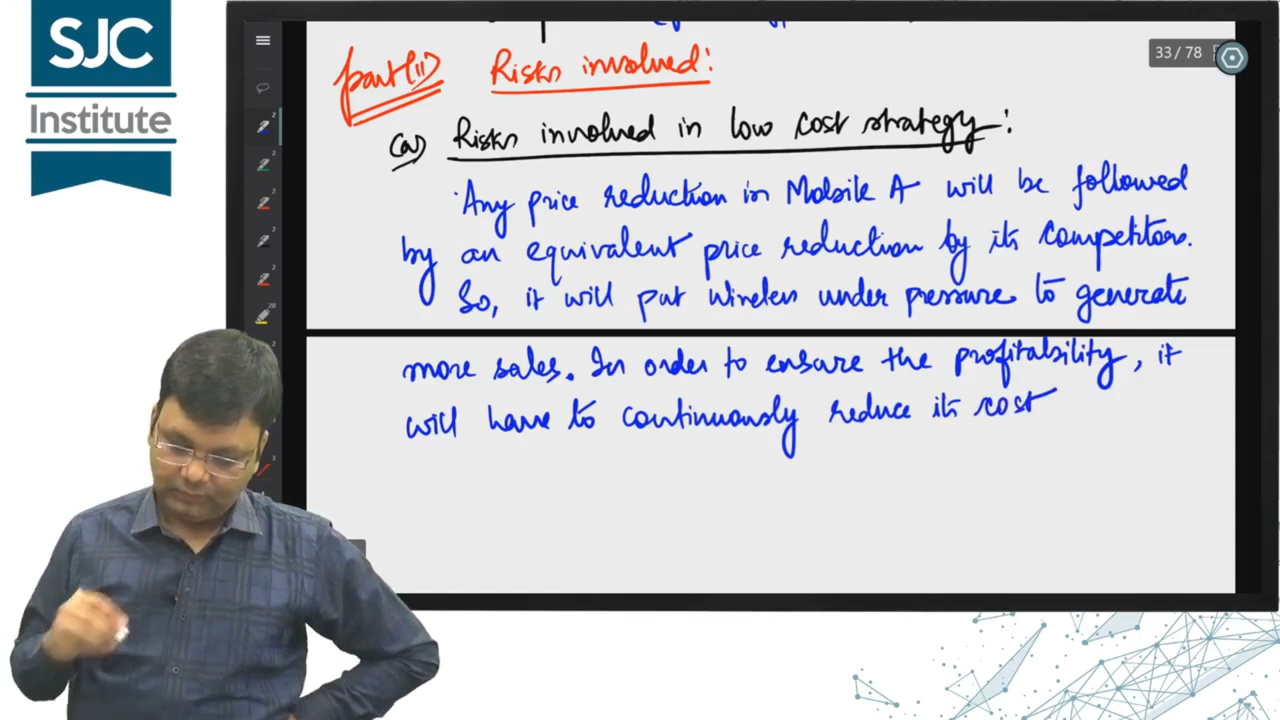 SJC
Institute
33 / 78
part (ii) Risks involved:
(a) Risks involved in low cost strategy:
Any price reduction in Mobile A will be followed
by an equivalent price reduction by its competitors.
So, it will put Wireless under pressure to generate
more sales. In order to ensure the profitability, it
will have to continuously reduce its cost